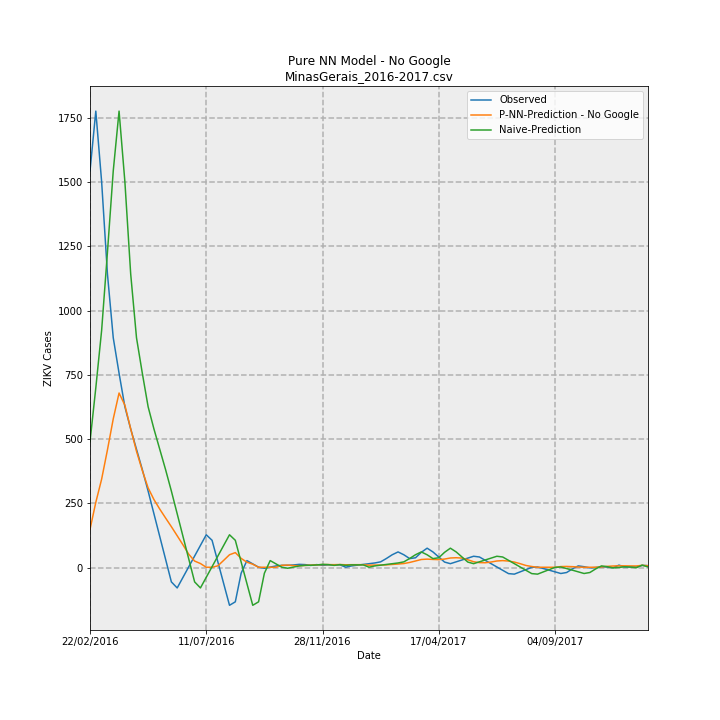 Pure NN Model - No Google
MinasGerais_2016-2017.csv
Observed
P-NN-Prediction - No Google
Naive-Prediction
1750
1500
1250
1000
750
500
250
0
ZIKV Cases
22/02/2016
11/07/2016
28/11/2016
17/04/2017
04/09/2017
Date